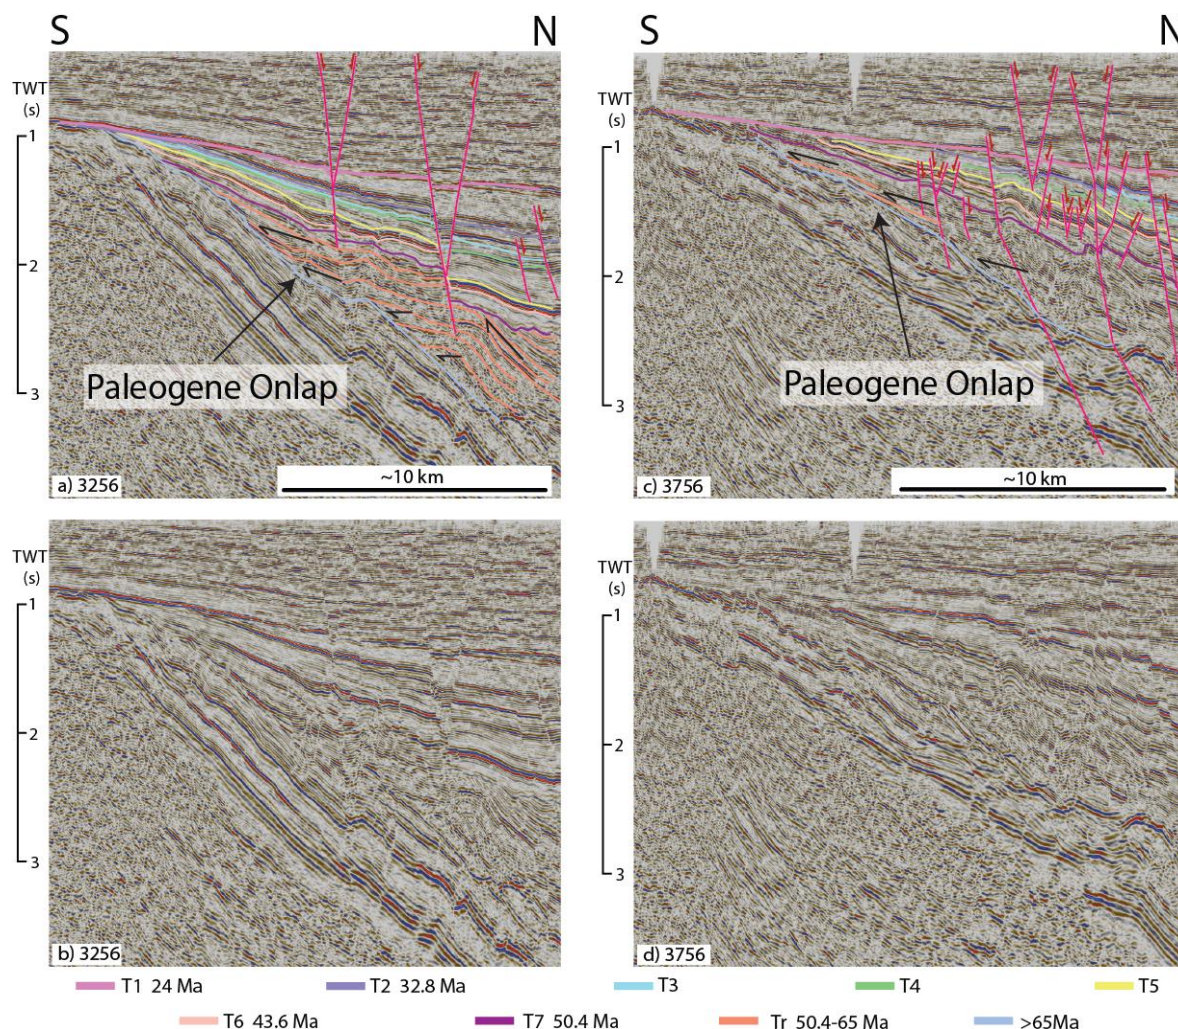 S N
S N
TWT
(s)
1
2
3
Paleogene Onlap
~10 km
a) 3256
TWT
(s)
1
2
3
Paleogene Onlap
~10 km
c) 3756
TWT
(s)
1
2
3
b) 3256
TWT
(s)
1
2
3
d) 3756
T1 24 Ma
T2 32.8 Ma
T3
T4
T5
T6 43.6 Ma
T7 50.4 Ma
Tr 50.4-65 Ma
>65Ma